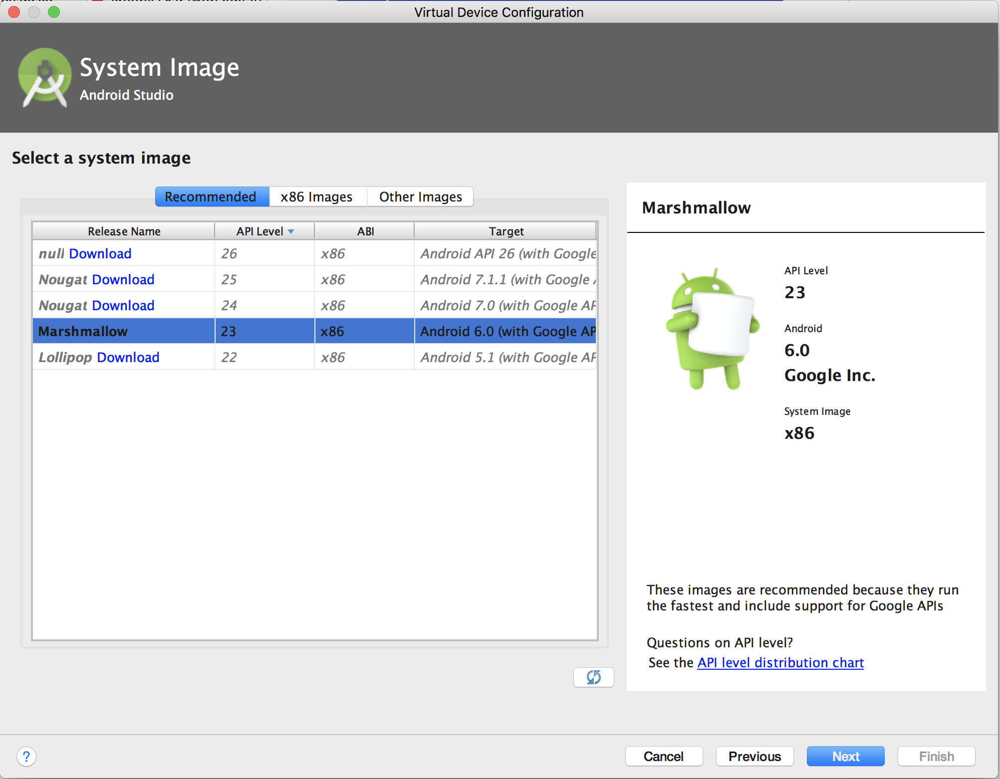 Virtual Device Configuration
System Image
Android Studio
Select a system image
Recommended x86 Images Other Images
Release Name API Level ABI Target
null Download 26 x86 Android API 26 (with Google
Nougat Download 25 x86 Android 7.1.1 (with Google
Nougat Download 24 x86 Android 7.0 (with Google AP
Marshmallow 23 x86 Android 6.0 (with Google AP
Lollipop Download 22 x86 Android 5.1 (with Google AP
Marshmallow
API Level
23
Android
6.0
Google Inc.
System Image
x86
These images are recommended because they run
the fastest and include support for Google APIs
Questions on API level?
See the API level distribution chart
? Cancel Previous Next Finish